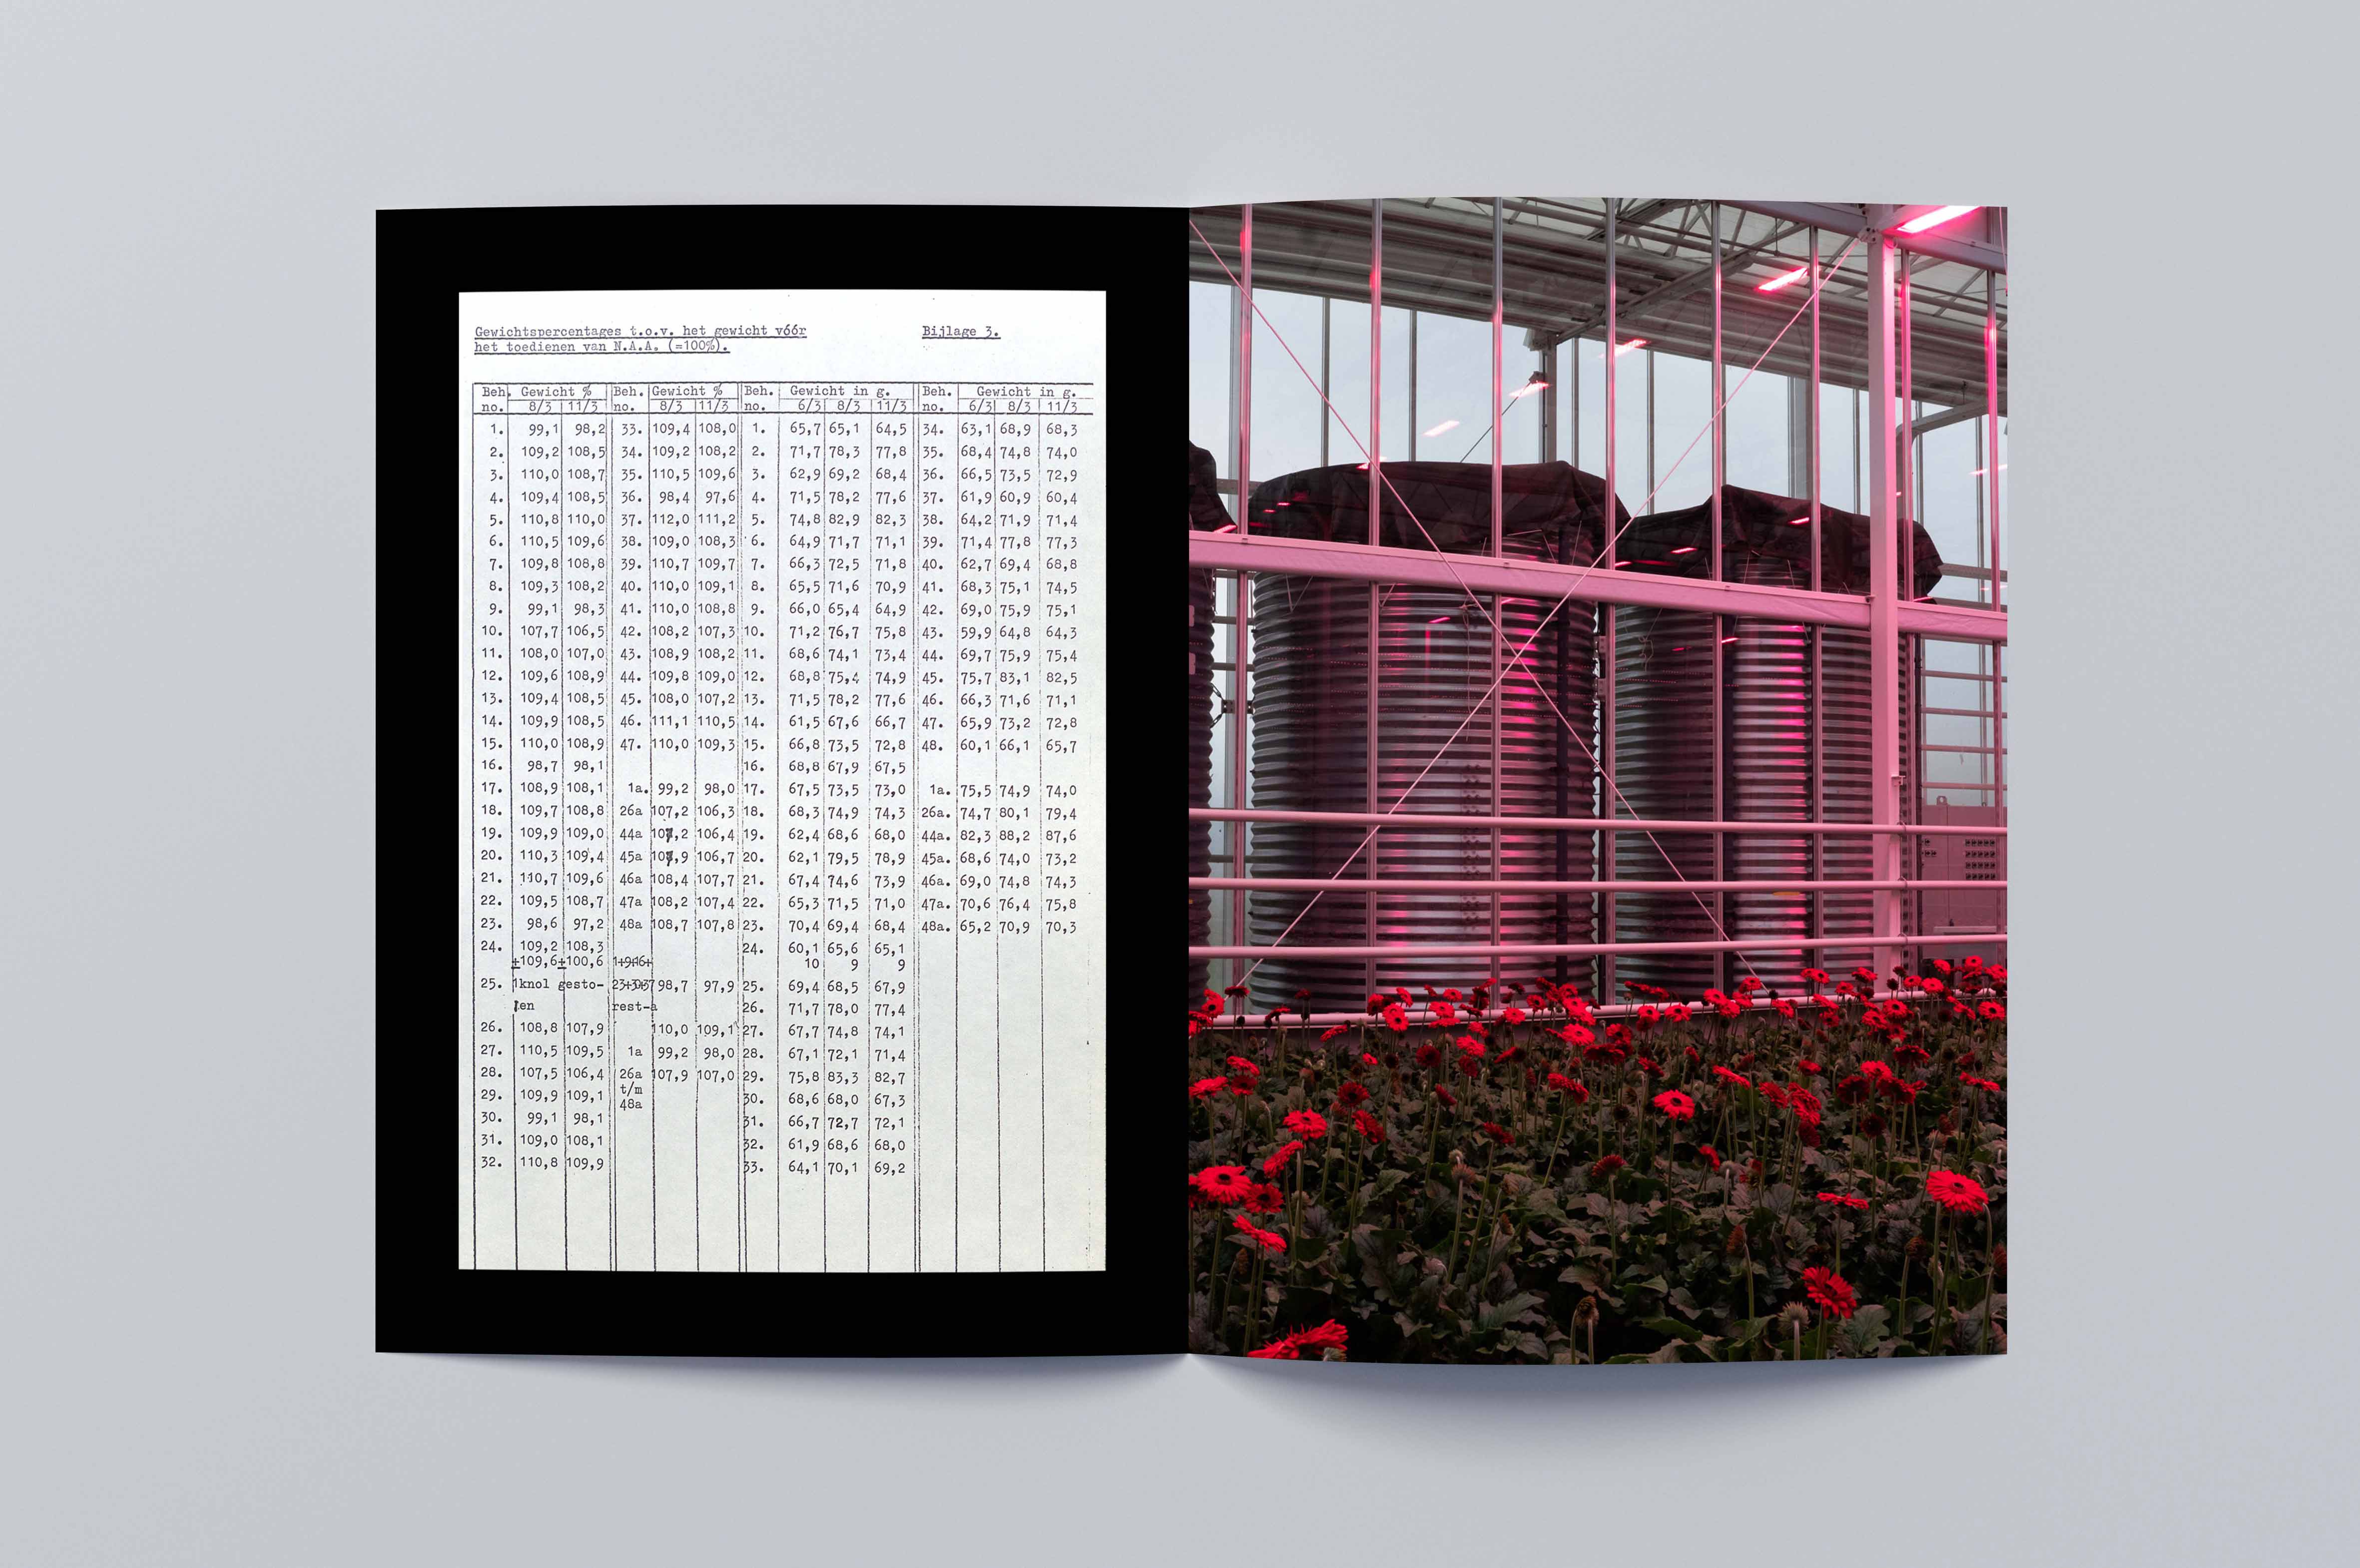 Gewichtspercentages t.o.v. het gewicht vóór Bijlage 3.
het toedienen van N.A.A. (=100%).
Beh. Gewicht % Beh. Gewicht % Beh. Gewicht in g. Beh. Gewicht in g.
no. 8/3 11/3 no. 8/3 11/3 no. 6/3 8/3 11/3 no. 6/3 8/3 11/3
1. 99,1 98,2 33. 109,4 108,0 1. 65,7 65,1 64,5 34. 63,1 68,9 68,3
2. 109,2 108,5 34. 109,2 108,2 2. 71,7 78,3 77,8 35. 68,4 74,8 74,0
3. 110,0 108,7 35. 110,5 109,6 3. 62,9 69,2 68,4 36. 66,5 73,5 72,9
4. 109,4 108,5 36. 98,4 97,6 4. 71,5 78,2 77,6 37. 61,9 60,9 60,4
5. 110,8 110,0 37. 112,0 111,2 5. 74,8 82,9 82,3 38. 64,2 71,9 71,4
6. 110,5 109,6 38. 109,0 108,3 6. 64,9 71,7 71,1 39. 71,4 77,8 77,3
7. 109,8 108,8 39. 110,7 109,7 7. 66,3 72,5 71,8 40. 62,7 69,4 68,8
8. 109,3 108,2 40. 110,0 109,1 8. 65,5 71,6 70,9 41. 68,3 75,1 74,5
9. 99,1 98,3 41. 110,0 108,8 9. 66,0 65,4 64,9 42. 69,0 75,9 75,1
10. 107,7 106,5 42. 108,2 107,3 10. 71,2 76,7 75,8 43. 59,9 64,8 64,3
11. 108,0 107,0 43. 108,9 108,2 11. 68,6 74,1 73,4 44. 69,7 75,9 75,4
12. 109,6 108,9 44. 109,8 109,0 12. 68,8 75,4 74,9 45. 75,7 83,1 82,5
13. 109,4 108,5 45. 108,0 107,2 13. 71,5 78,2 77,6 46. 66,3 71,6 71,1
14. 109,9 108,5 46. 111,1 110,5 14. 61,5 67,6 66,7 47. 65,9 73,2 72,8
15. 110,0 108,9 47. 110,0 109,3 15. 66,8 73,5 72,8 48. 60,1 66,1 65,7
16. 98,7 98,1 16. 68,8 67,9 67,5
17. 108,9 108,1 1a. 99,2 98,0 17. 67,5 73,5 73,0 1a. 75,5 74,9 74,0
18. 109,7 108,8 26a 107,2 106,3 18. 68,3 74,9 74,3 26a. 74,7 80,1 79,4
19. 109,9 109,0 44a 107,2 106,4 19. 62,4 68,6 68,0 44a. 82,3 88,2 87,6
20. 110,3 109,4 45a 107,9 106,7 20. 62,1 79,5 78,9 45a. 68,6 74,0 73,2
21. 110,7 109,6 46a 108,4 107,7 21. 67,4 74,6 73,9 46a. 69,0 74,8 74,3
22. 109,5 108,7 47a 108,2 107,4 22. 65,3 71,5 71,0 47a. 70,6 76,4 75,8
23. 98,6 97,2 48a 108,7 107,8 23. 70,4 69,4 68,4 48a. 65,2 70,9 70,3
24. 109,2 108,3 24. 60,1 65,6 65,1
±109,6 ±100,6 10 9 9
25. 1knol gesto- 98,7 97,9 25. 69,4 68,5 67,9
len rest-a 26. 71,7 78,0 77,4
26. 108,8 107,9 110,0 109,1 27. 67,7 74,8 74,1
27. 110,5 109,5 1a 99,2 98,0 28. 67,1 72,1 71,4
28. 107,5 106,4 26a 107,9 107,0 29. 75,8 83,3 82,7
t/m
29. 109,9 109,1 48a 30. 68,6 68,0 67,3
30. 99,1 98,1 31. 66,7 72,7 72,1
31. 109,0 108,1 32. 61,9 68,6 68,0
32. 110,8 109,9 33. 64,1 70,1 69,2